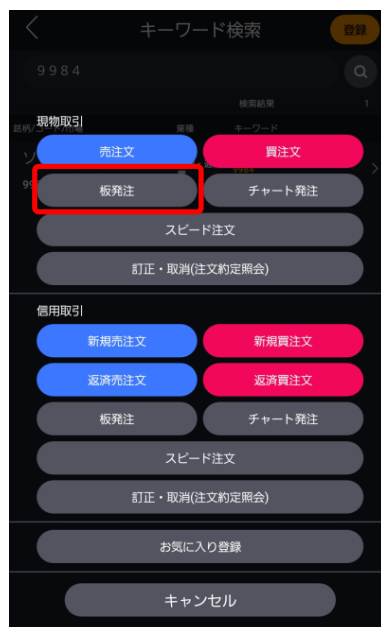 キーワード検索 登録
9984
検索結果 1
銘柄/コード/市場 業種 キーワード
現物取引
売注文 買注文
9984
板発注 チャート発注
スピード注文
訂正・取消(注文約定照会)
信用取引
新規売注文 新規買注文
返済売注文 返済買注文
板発注 チャート発注
スピード注文
訂正・取消(注文約定照会)
お気に入り登録
キャンセル